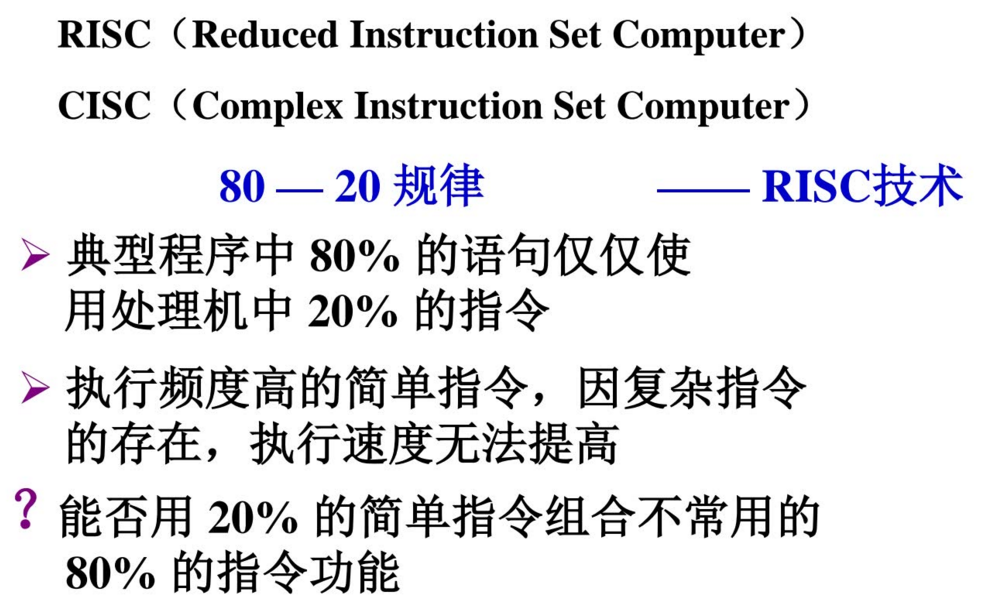 RISC（Reduced Instruction Set Computer）
CISC（Complex Instruction Set Computer）
80 — 20 规律 —— RISC技术
➢ 典型程序中 80% 的语句仅仅使
用处理机中 20% 的指令
➢ 执行频度高的简单指令，因复杂指令
的存在，执行速度无法提高
? 能否用 20% 的简单指令组合不常用的
80% 的指令功能